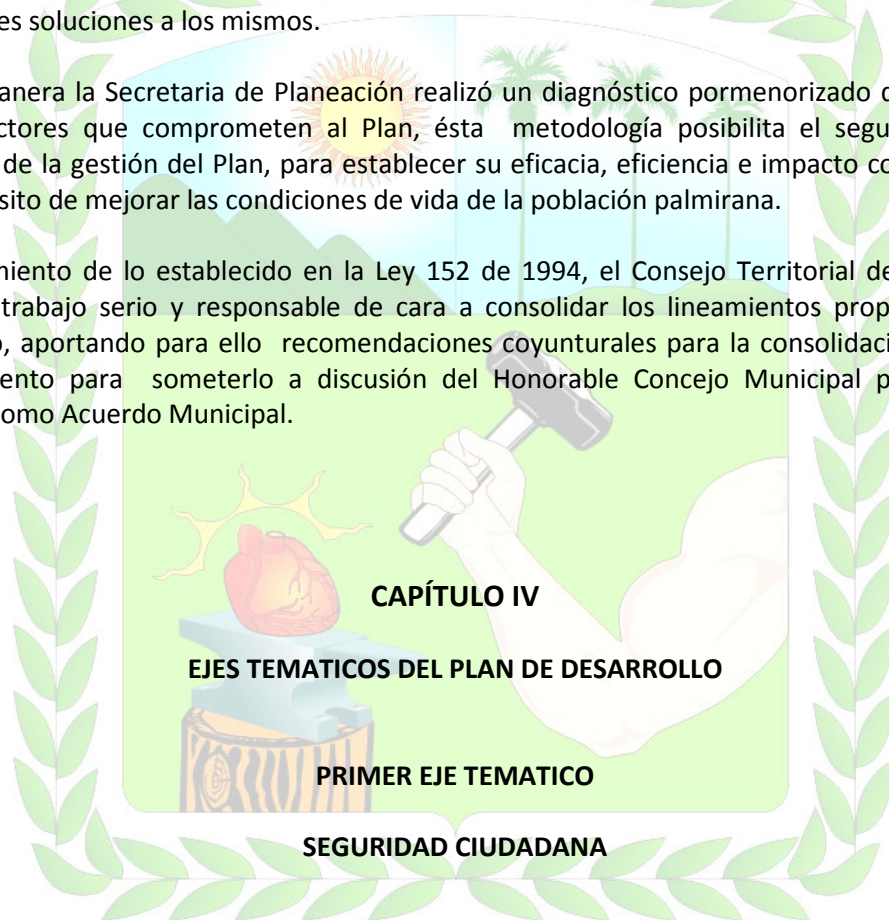 es soluciones a los mismos.
anera la Secretaria de Planeación realizó un diagnóstico pormenorizado
ctores que comprometen al Plan, ésta metodología posibilita el segu
de la gestión del Plan, para establecer su eficacia, eficiencia e impacto co
sito de mejorar las condiciones de vida de la población palmirana.
miento de lo establecido en la Ley 152 de 1994, el Consejo Territorial de
trabajo serio y responsable de cara a consolidar los lineamientos prop
o, aportando para ello recomendaciones coyunturales para la consolidaci
ento para someterlo a discusión del Honorable Concejo Municipal p
omo Acuerdo Municipal.
CAPÍTULO IV
EJES TEMATICOS DEL PLAN DE DESARROLLO
PRIMER EJE TEMATICO
SEGURIDAD CIUDADANA